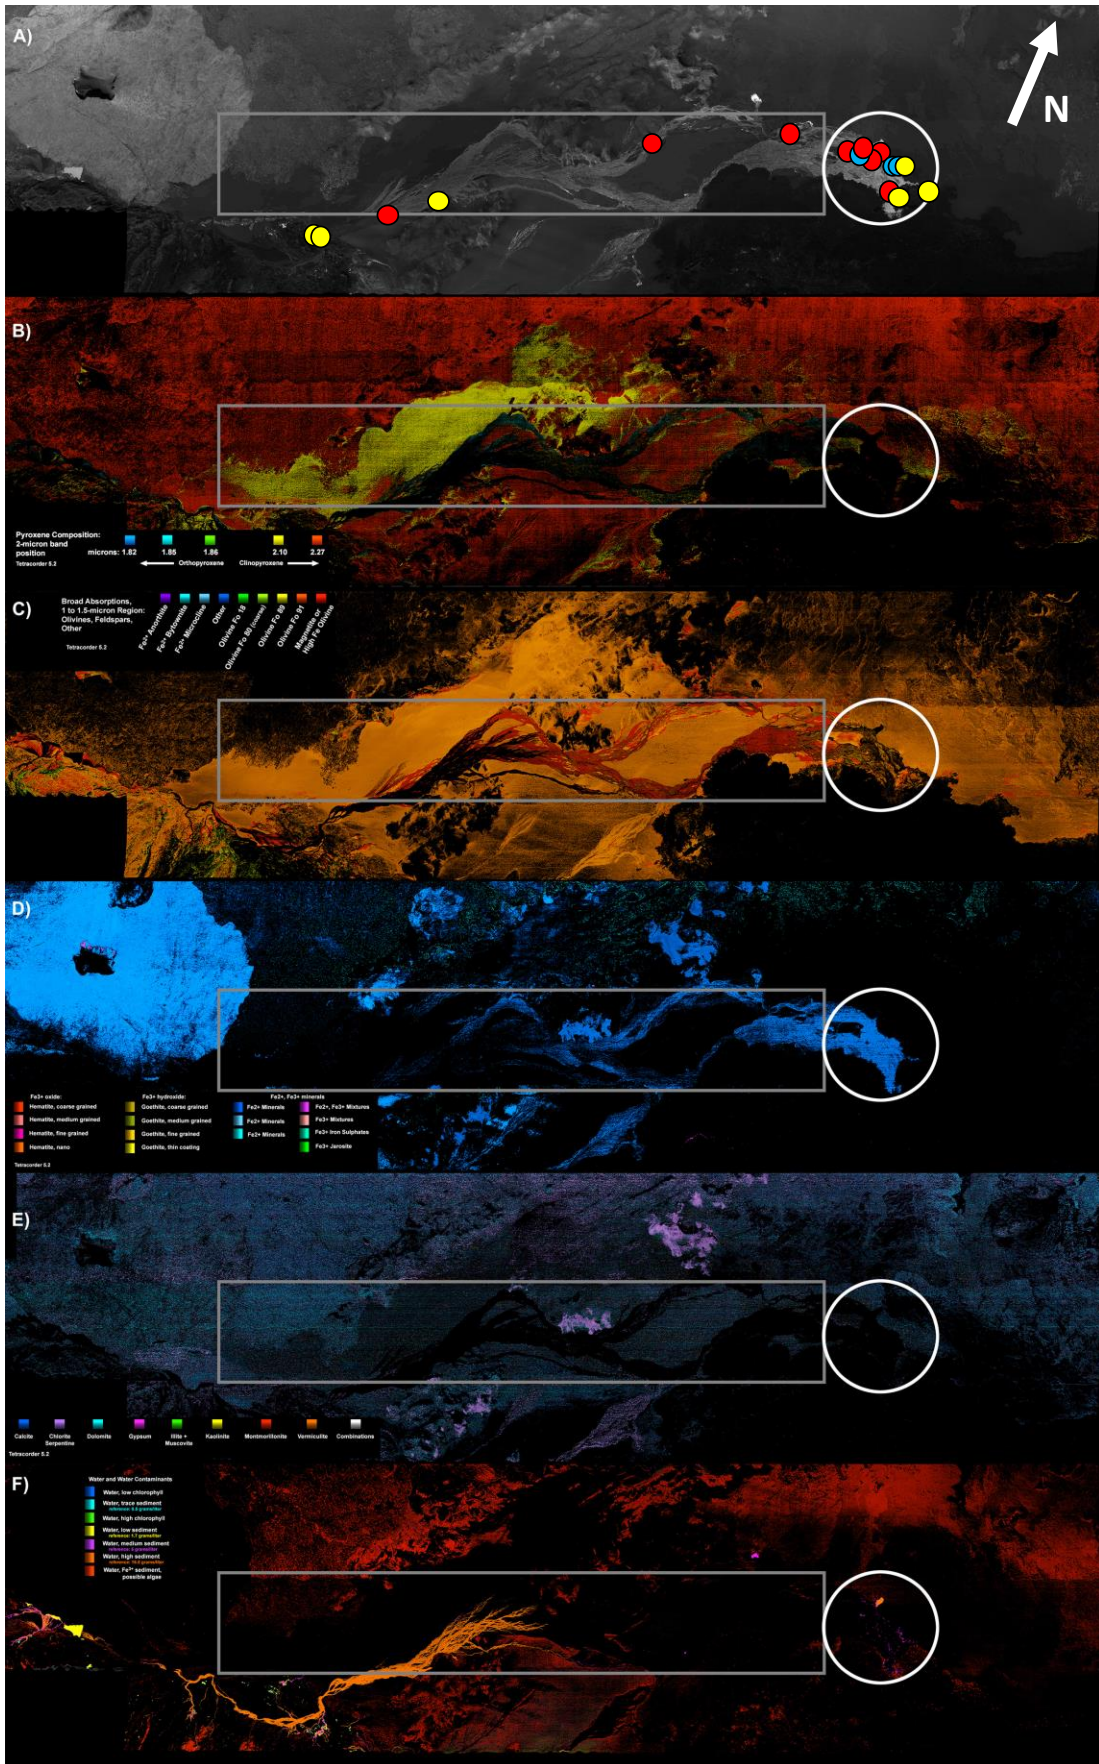 A)
N
B)
Pyroxene Composition:
2-micron band
position
microns: 1.82 1.85 1.86 2.10 2.27
Orthopyroxene Clinopyroxene
Tetracorder 5.2
C)
Broad Absorptions,
1 to 1.5-micron Region:
Olivines, Feldspars,
Other
Tetracorder 5.2
Fe²⁺ Anorthite
Fe²⁺ Bytownite
Fe²⁺ Microcline
Other
Olivine Fo 18
Olivine Fo 80 (coarse)
Olivine Fo 89
Olivine Fo 91
Magnetite or
High Fe Olivine
D)
Fe3+ oxide: Fe3+ hydroxide: Fe2+, Fe3+ minerals
Hematite, coarse grained Goethite, coarse grained Fe2+ Minerals Fe2+, Fe3+ Mixtures
Hematite, medium grained Goethite, medium grained Fe2+ Minerals Fe3+ Mixtures
Hematite, fine grained Goethite, fine grained Fe2+ Minerals Fe3+ Iron Sulphates
Hematite, nano Goethite, thin coating Fe3+ Jarosite
E)
Calcite Chlorite Dolomite Gypsum Illite + Kaolinite Montmorillonite Vermiculite Combinations
Serpentine Muscovite
Tetracorder 5.2
F)
Water and Water Contaminants
Water, low chlorophyll
Water, trace sediment
Water, high chlorophyll
Water, low sediment
Water, medium sediment
Water, high sediment
Water, Fe³⁺ sediment,
possible algae